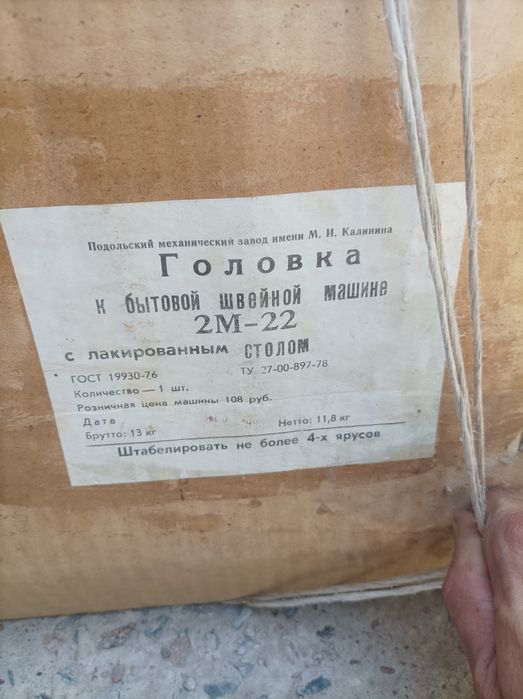 Подольский механический завод имени М. И. Калинина
Головка
к бытовой швейной машине
2М-22
с лакированным столом
ГОСТ 19930-76 ТУ 27-00-897-78
Количество — 1 шт.
Розничная цена машины 108 руб.
Дата
Брутто: 13 кг Нетто: 11,8 кг
Штабелировать не более 4-х ярусов